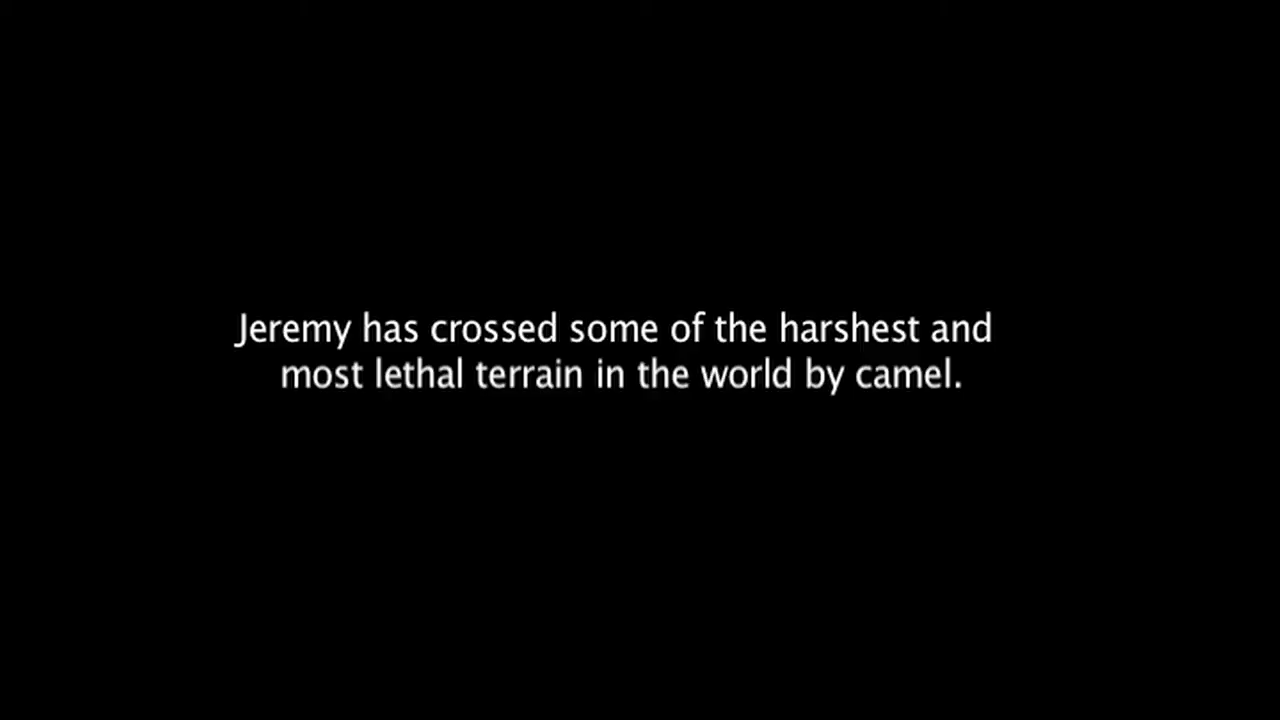 Jeremy has crossed some of the harshest and
most lethal terrain in the world by camel.